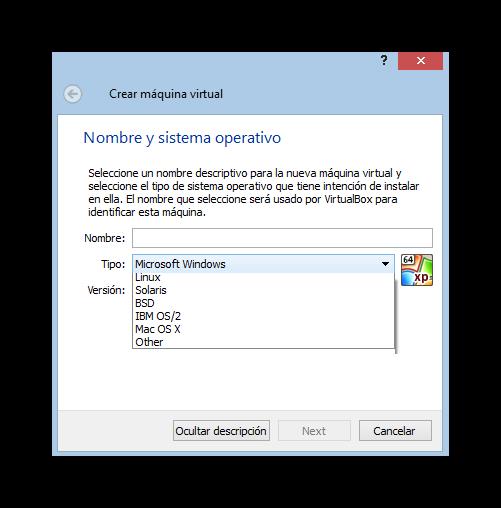 ?
Crear máquina virtual
Nombre y sistema operativo
Seleccione un nombre descriptivo para la nueva máquina virtual y
seleccione el tipo de sistema operativo que tiene intención de instalar
en ella. El nombre que seleccione será usado por VirtualBox para
identificar esta máquina.
Nombre:
Tipo: Microsoft Windows
64
xp
Linux
Versión: Solaris
BSD
IBM OS/2
Mac OS X
Other
Ocultar descripción Next Cancelar